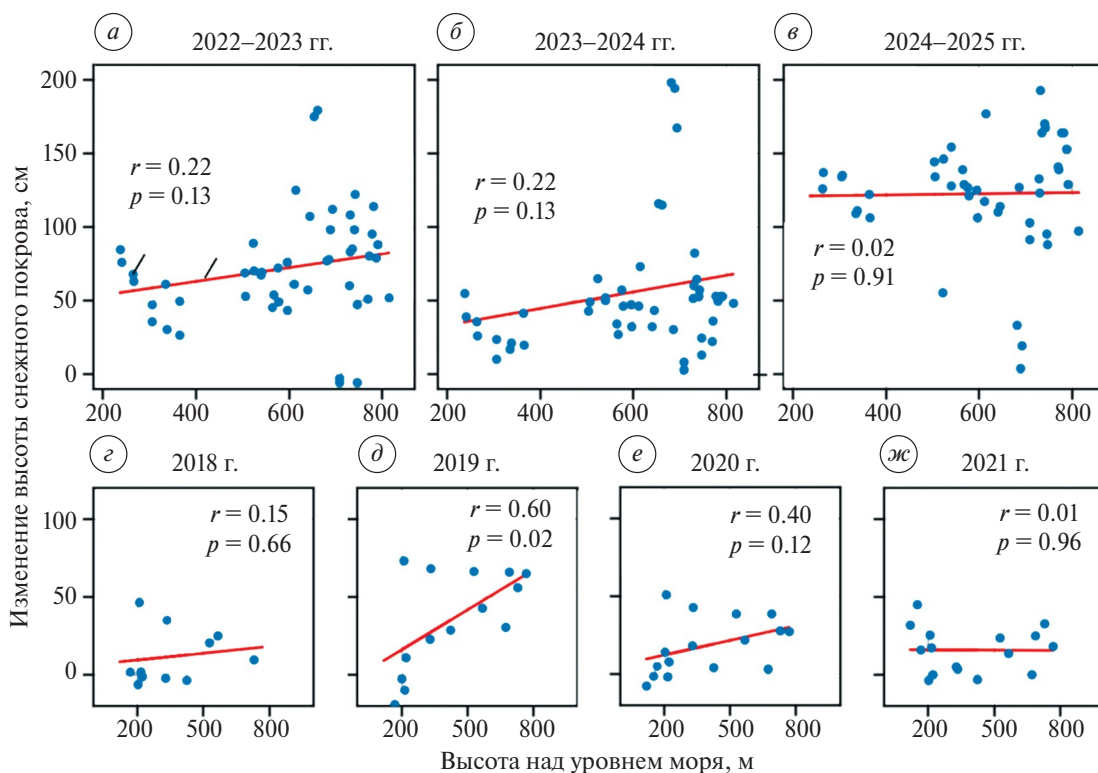 а 2022–2023 гг.
б 2023–2024 гг.
в 2024–2025 гг.
Изменение высоты снежного покрова, см
200
150
100
50
0
r = 0.22
p = 0.13
r = 0.22
p = 0.13
r = 0.02
p = 0.91
200 400 600 800
200 400 600 800
200 400 600 800
г 2018 г.
д 2019 г.
е 2020 г.
ж 2021 г.
100
50
0
r = 0.15
p = 0.66
r = 0.60
p = 0.02
r = 0.40
p = 0.12
r = 0.01
p = 0.96
200 500 800
200 500 800
200 500 800
200 500 800
Высота над уровнем моря, м